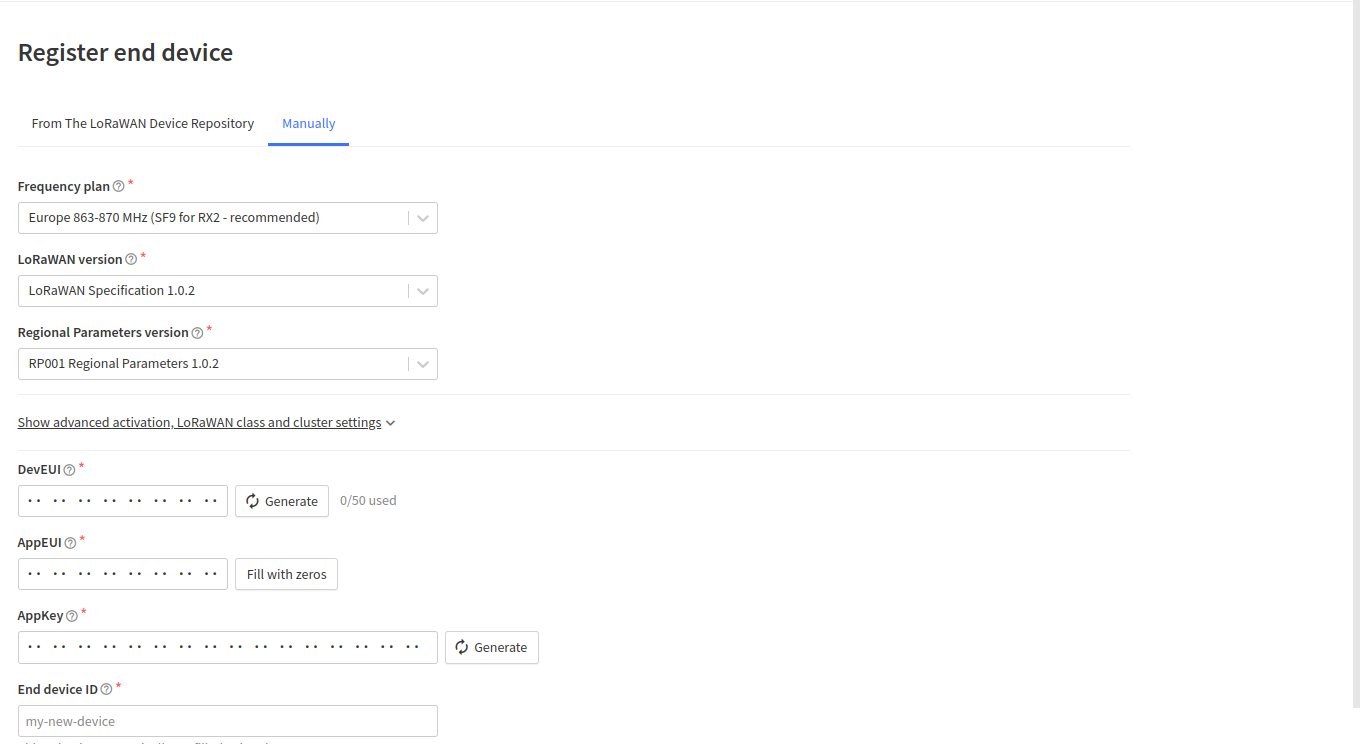 Register end device
From The LoRaWAN Device Repository Manually
Frequency plan *
Europe 863-870 MHz (SF9 for RX2 - recommended)
LoRaWAN version *
LoRaWAN Specification 1.0.2
Regional Parameters version *
RP001 Regional Parameters 1.0.2
Show advanced activation, LoRaWAN class and cluster settings
DevEUI *
·· ·· ·· ·· ·· ·· ·· ·· Generate 0/50 used
AppEUI *
·· ·· ·· ·· ·· ·· ·· ·· Fill with zeros
AppKey *
·· ·· ·· ·· ·· ·· ·· ·· ·· ·· ·· ·· ·· ·· ·· ·· Generate
End device ID *
my-new-device